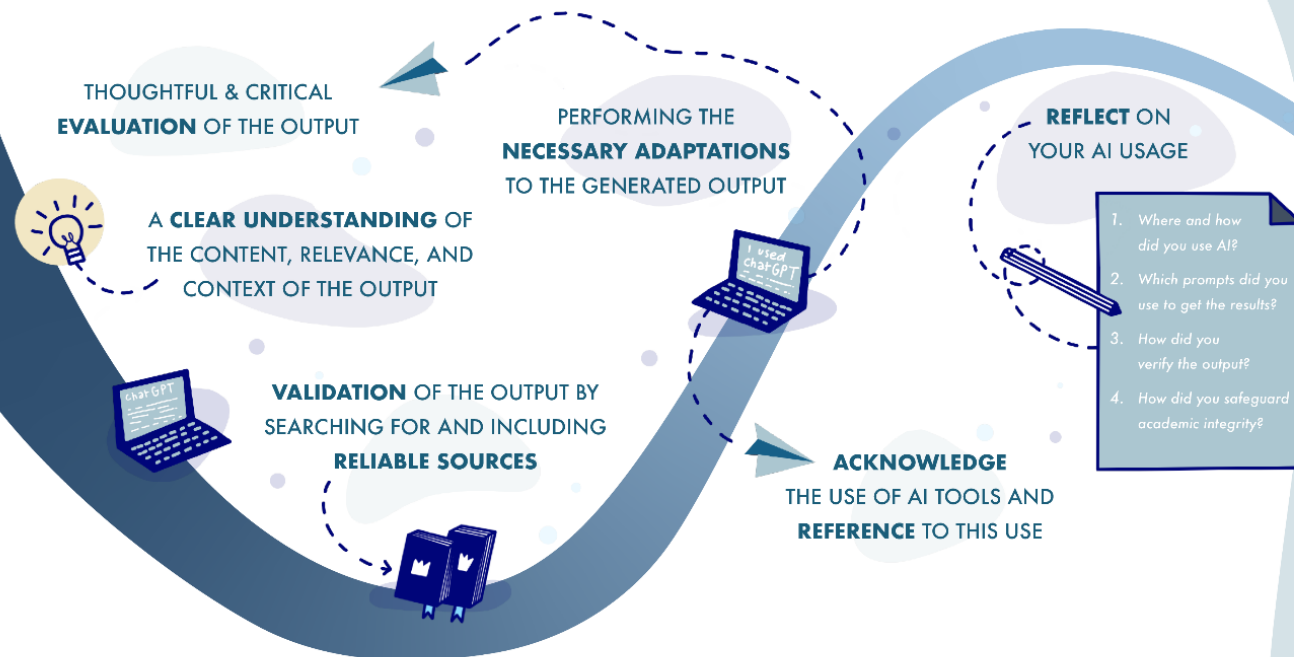 THOUGHTFUL & CRITICAL
EVALUATION OF THE OUTPUT
A CLEAR UNDERSTANDING OF
THE CONTENT, RELEVANCE, AND
CONTEXT OF THE OUTPUT
chatGPT
VALIDATION OF THE OUTPUT BY
SEARCHING FOR AND INCLUDING
RELIABLE SOURCES
PERFORMING THE
NECESSARY ADAPTATIONS
TO THE GENERATED OUTPUT
I used
chatGPT
ACKNOWLEDGE
THE USE OF AI TOOLS AND
REFERENCE TO THIS USE
REFLECT ON
YOUR AI USAGE
1. Where and how
did you use AI?
2. Which prompts did you
use to get the results?
3. How did you
verify the output?
4. How did you safeguard
academic integrity?